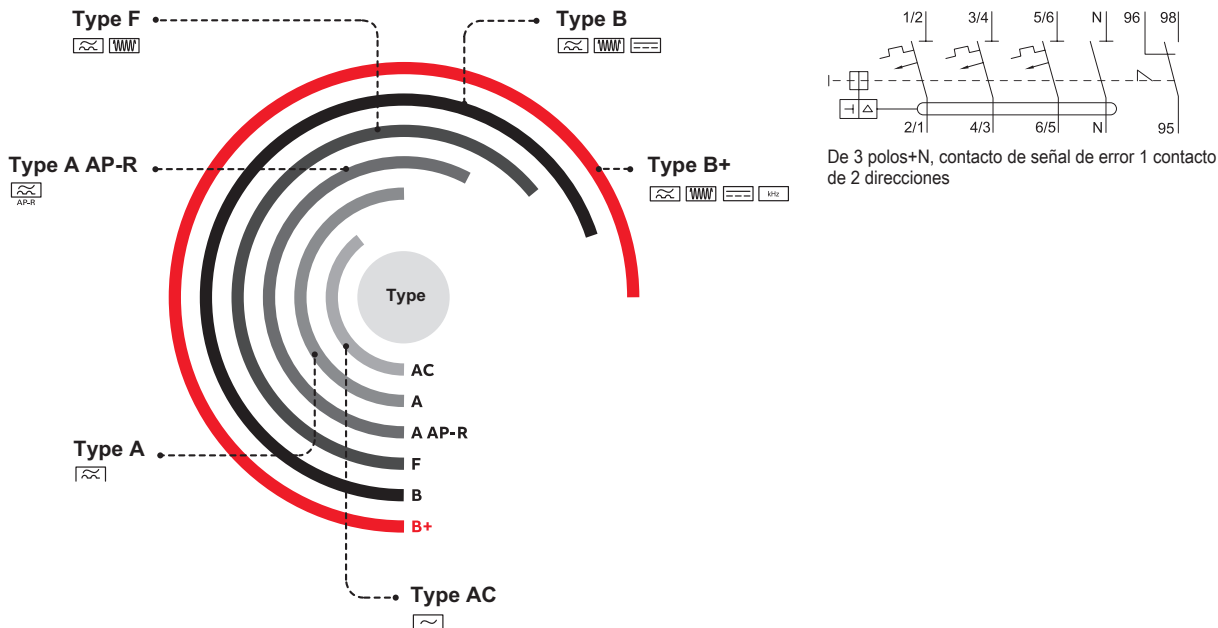 Type F
Type B
Type A AP-R
AP-R
Type B+
kHz
Type
AC
A
A AP-R
F
B
B+
Type A
Type AC
1/2 3/4 5/6 N 96 98
2/1 4/3 6/5 N 95
De 3 polos+N, contacto de señal de error 1 contacto
de 2 direcciones